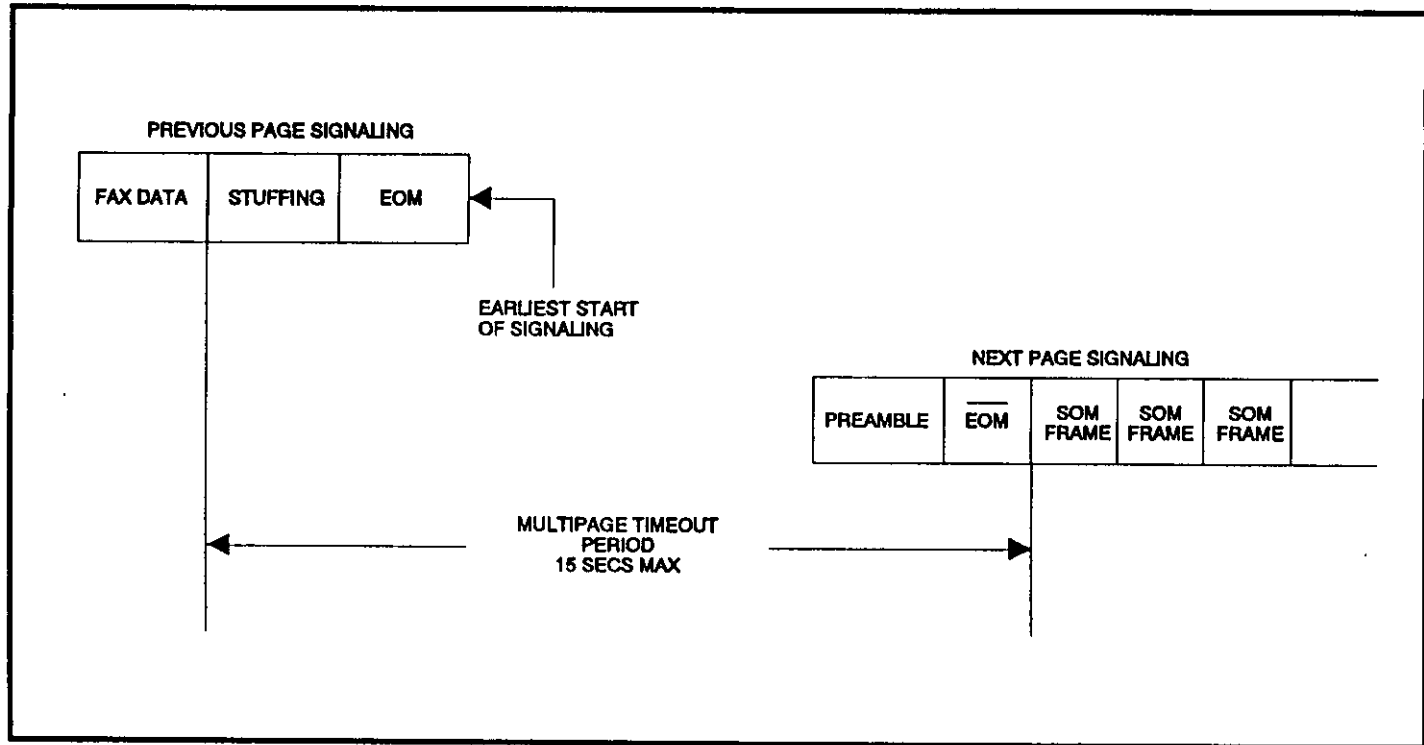 PREVIOUS PAGE SIGNALING
FAX DATA
STUFFING
EOM
EARLIEST START
OF SIGNALING
NEXT PAGE SIGNALING
PREAMBLE
E̅O̅M̅
SOM
FRAME
SOM
FRAME
SOM
FRAME
MULTIPAGE TIMEOUT
PERIOD
15 SECS MAX